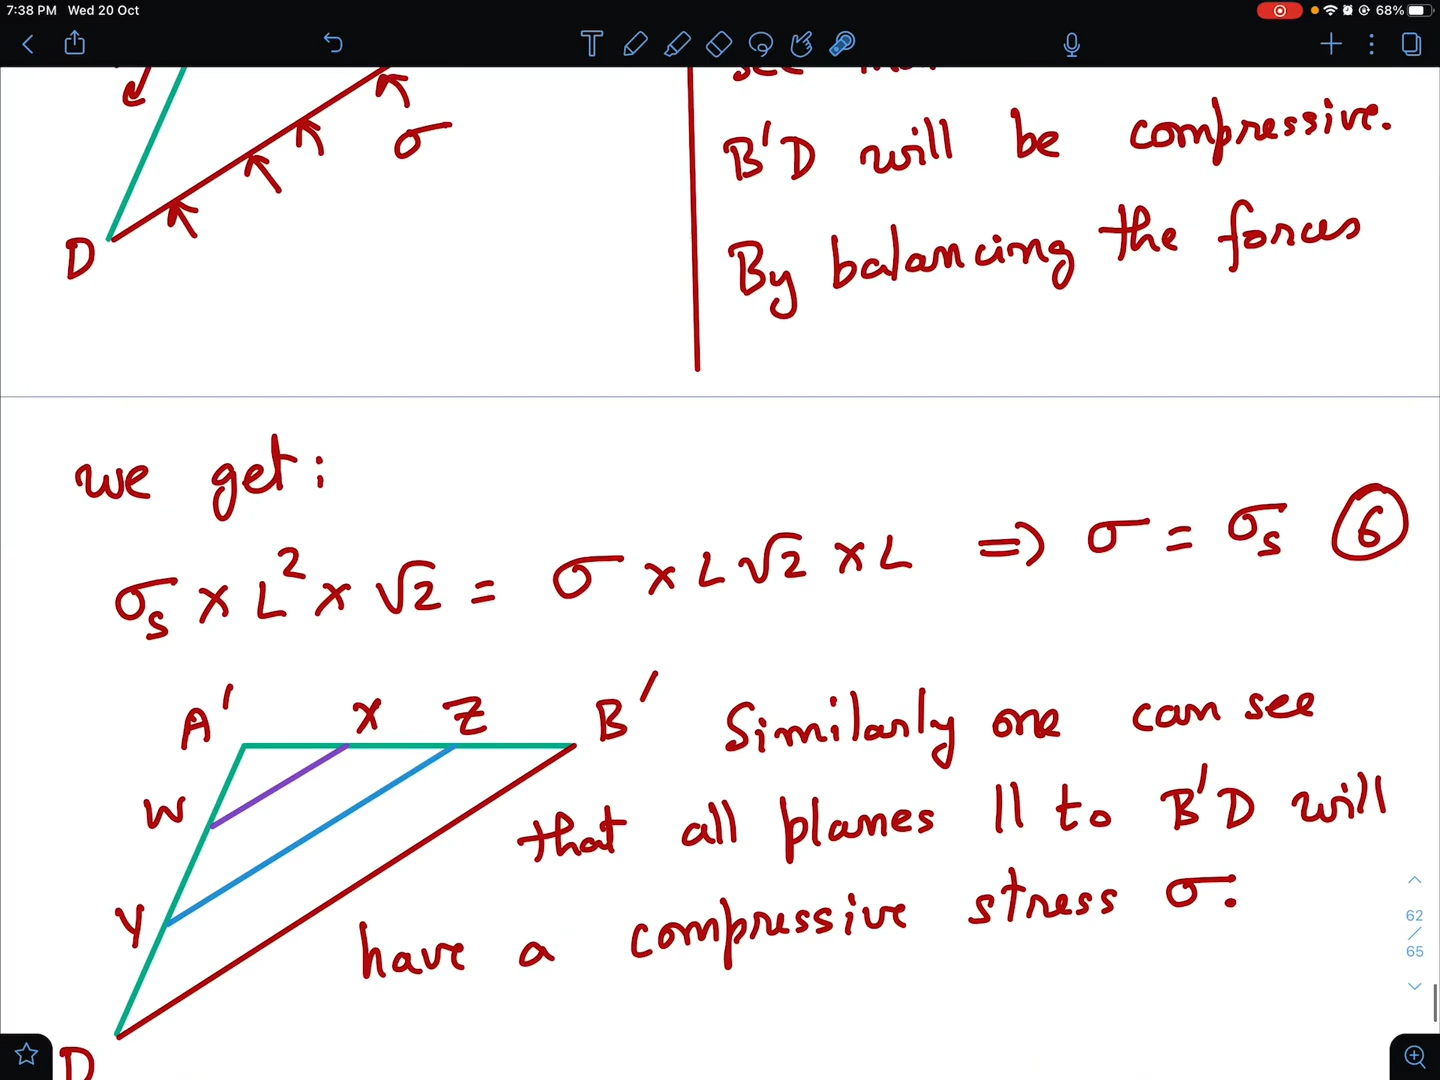 7:38 PM Wed 20 Oct
68%
T
σ
D
B'D will be compressive.
By balancing the forces
we get:
σs × L² × √2 = σ × L√2 × L ⇒ σ = σs (6)
A' X Z B'
W
Y
D
Similarly one can see
that all planes || to B'D will
have a compressive stress σ.
62
/
65